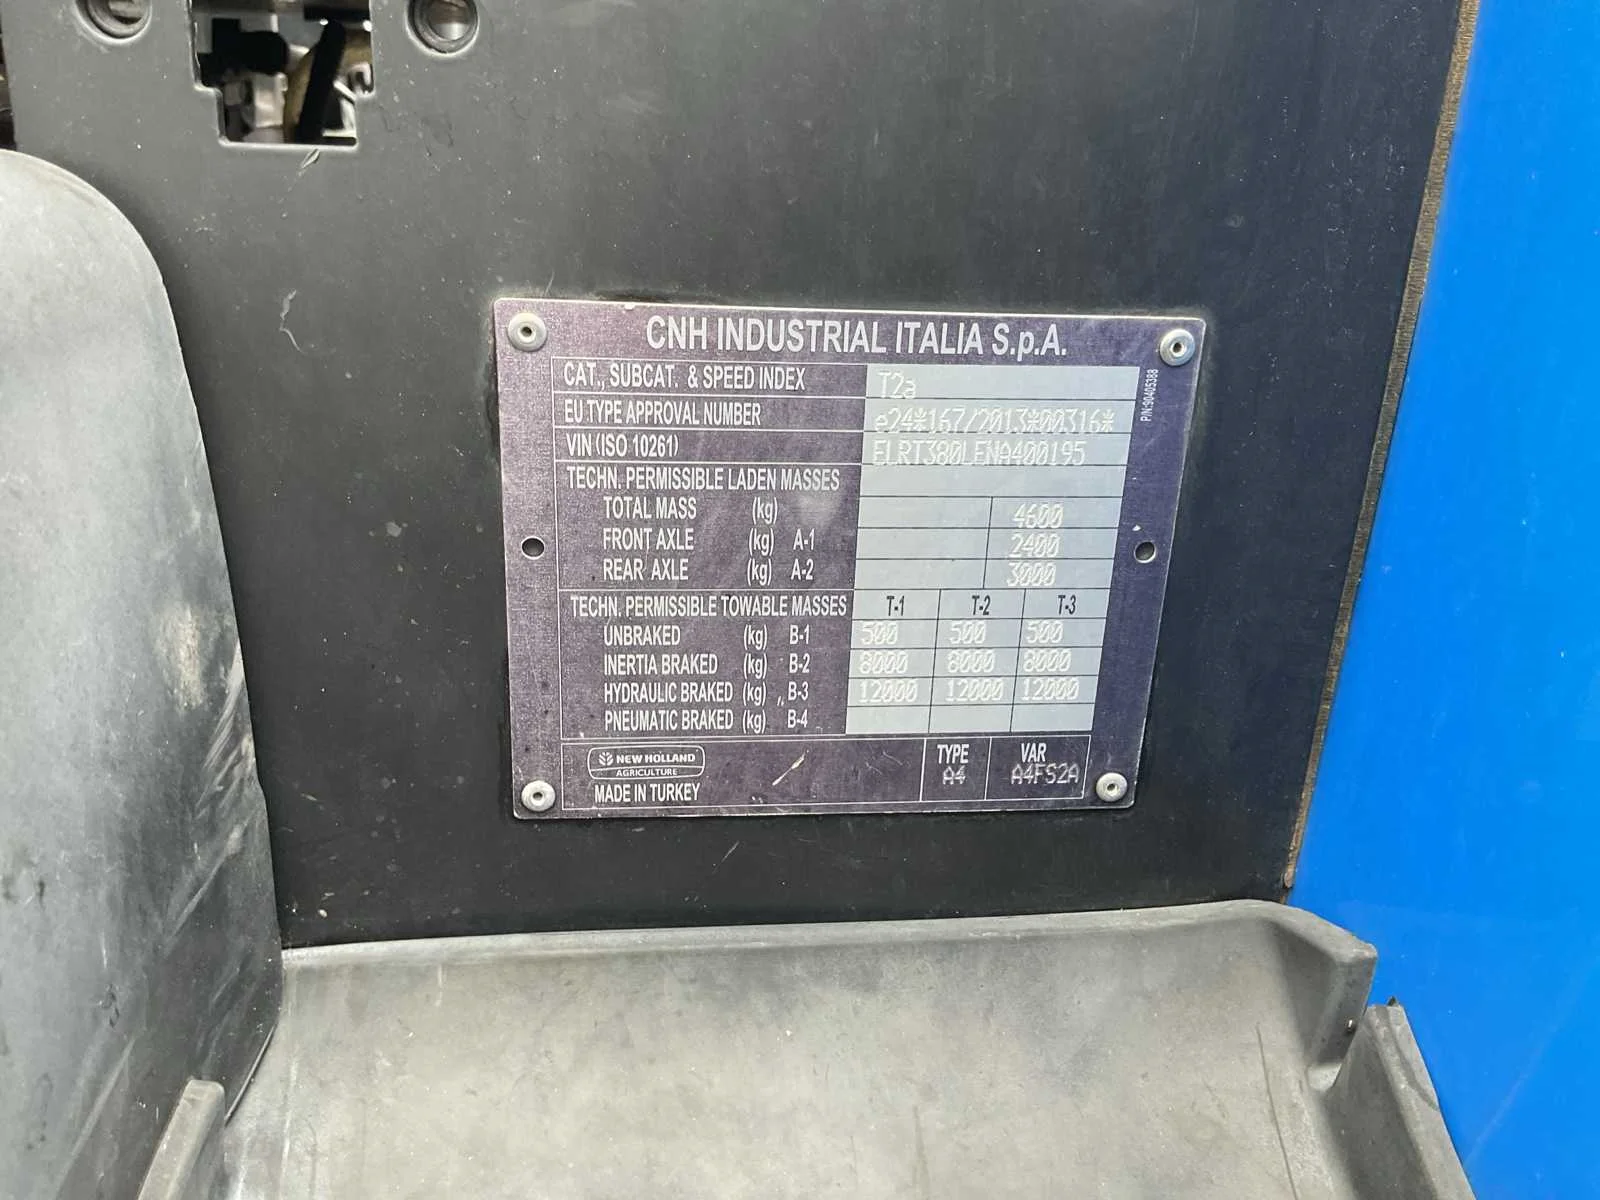 CNH INDUSTRIAL ITALIA S.p.A.
CAT., SUBCAT. & SPEED INDEX T2a
EU TYPE APPROVAL NUMBER e24*167/2013*00316*
VIN (ISO 10261) ELRT380LENA400195
TECHN. PERMISSIBLE LADEN MASSES
TOTAL MASS (kg) 4600
FRONT AXLE (kg) A-1 2400
REAR AXLE (kg) A-2 3000
TECHN. PERMISSIBLE TOWABLE MASSES T-1 T-2 T-3
UNBRAKED (kg) B-1 500 500 500
INERTIA BRAKED (kg) B-2 8000 8000 8000
HYDRAULIC BRAKED (kg) B-3 12000 12000 12000
PNEUMATIC BRAKED (kg) B-4
NEW HOLLAND
AGRICULTURE
MADE IN TURKEY
TYPE VAR
A4 A4FS2A
P/N:90405388